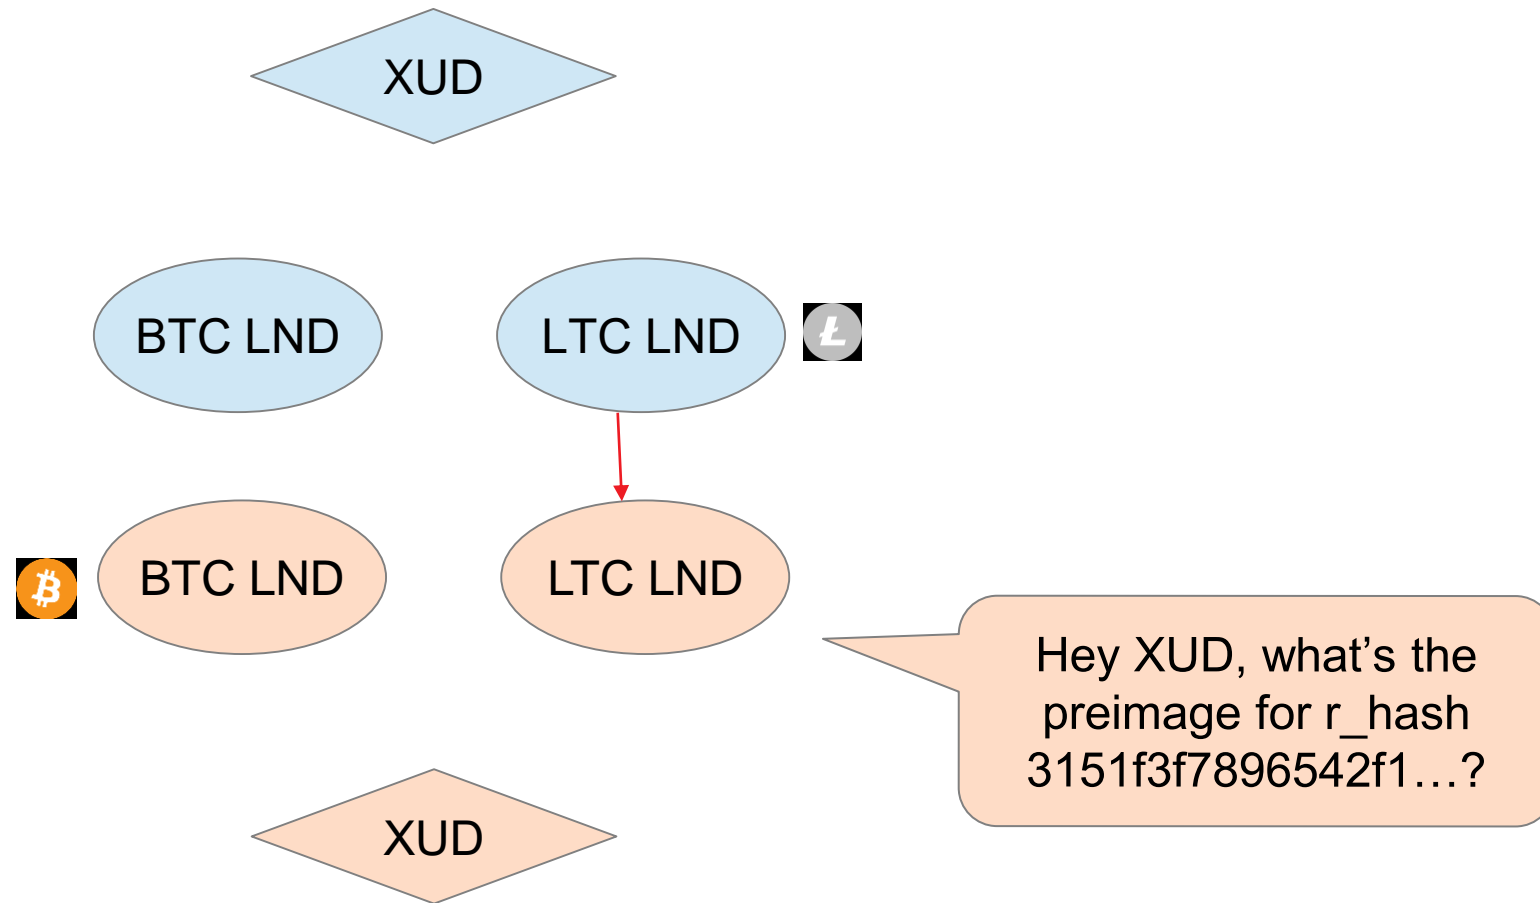 XUD
BTC LND
LTC LND
BTC LND
LTC LND
Hey XUD, what’s the
preimage for r_hash
3151f3f7896542f1…?
XUD